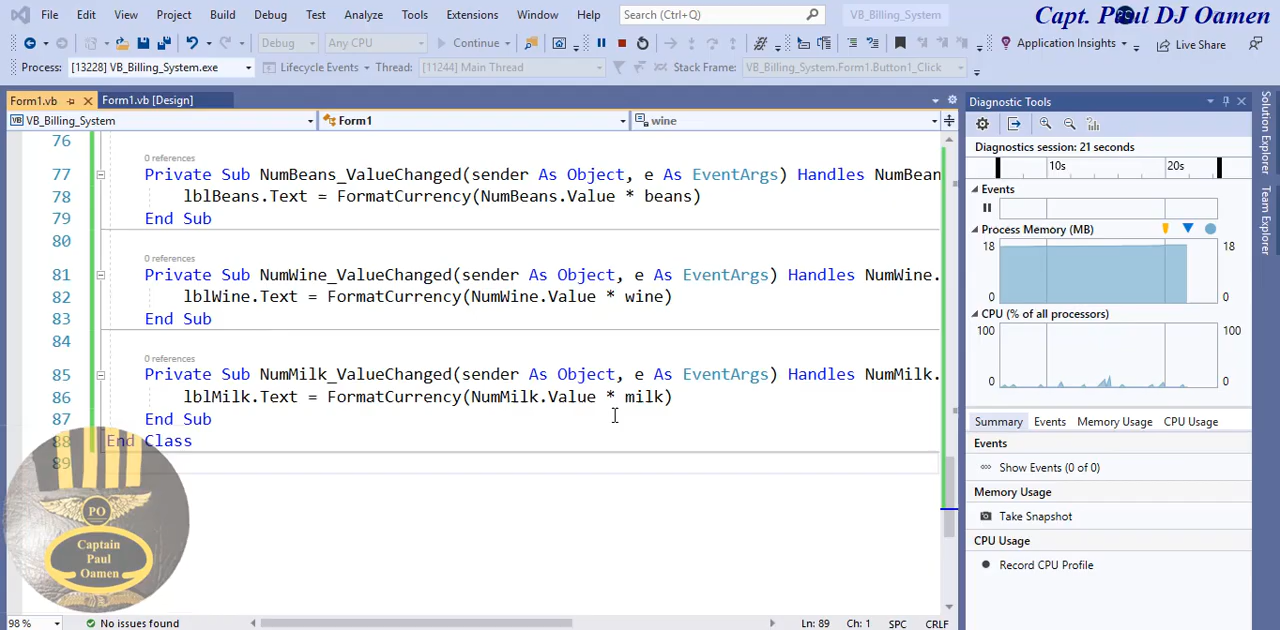 File Edit View Project Build Debug Test Analyze Tools Extensions Window Help Search (Ctrl+Q) VB_Billing_System
Capt. Paul DJ Oamen
Debug Any CPU Continue Application Insights Live Share
Process: [13228] VB_Billing_System.exe Lifecycle Events Thread: [11244] Main Thread Stack Frame: VB_Billing_System.Form1.Button1_Click
Form1.vb Form1.vb [Design]
VB_Billing_System Form1 wine
76
0 references
77 Private Sub NumBeans_ValueChanged(sender As Object, e As EventArgs) Handles NumBean
78 lblBeans.Text = FormatCurrency(NumBeans.Value * beans)
79 End Sub
80
0 references
81 Private Sub NumWine_ValueChanged(sender As Object, e As EventArgs) Handles NumWine.
82 lblWine.Text = FormatCurrency(NumWine.Value * wine)
83 End Sub
84
0 references
85 Private Sub NumMilk_ValueChanged(sender As Object, e As EventArgs) Handles NumMilk.
86 lblMilk.Text = FormatCurrency(NumMilk.Value * milk)
87 End Sub
88 End Class
89
PO
Captain
Paul
Oamen
98 % No issues found Ln: 89 Ch: 1 SPC CRLF
Diagnostic Tools
Diagnostics session: 21 seconds
10s 20s
Events
Process Memory (MB)
18 18
0 0
CPU (% of all processors)
100 100
0 0
Summary Events Memory Usage CPU Usage
Events
Show Events (0 of 0)
Memory Usage
Take Snapshot
CPU Usage
Record CPU Profile
Solution Explorer
Team Explorer